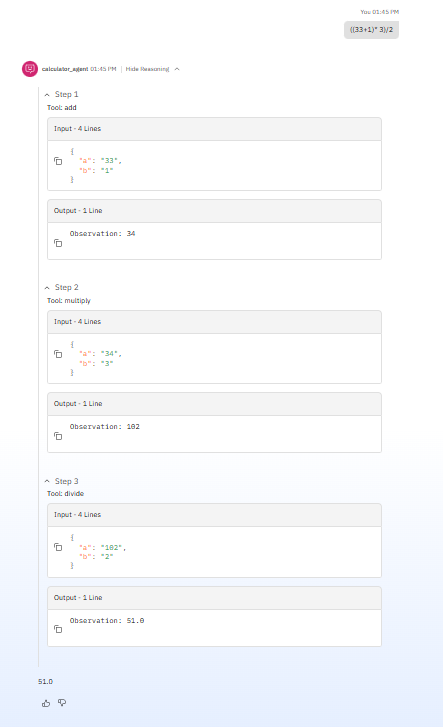 You 01:45 PM
((33+1)* 3)/2
calculator_agent 01:45 PM | Hide Reasoning
Step 1
Tool: add
Input - 4 Lines
{
"a": "33",
"b": "1"
}
Output - 1 Line
Observation: 34
Step 2
Tool: multiply
Input - 4 Lines
{
"a": "34",
"b": "3"
}
Output - 1 Line
Observation: 102
Step 3
Tool: divide
Input - 4 Lines
{
"a": "102",
"b": "2"
}
Output - 1 Line
Observation: 51.0
51.0